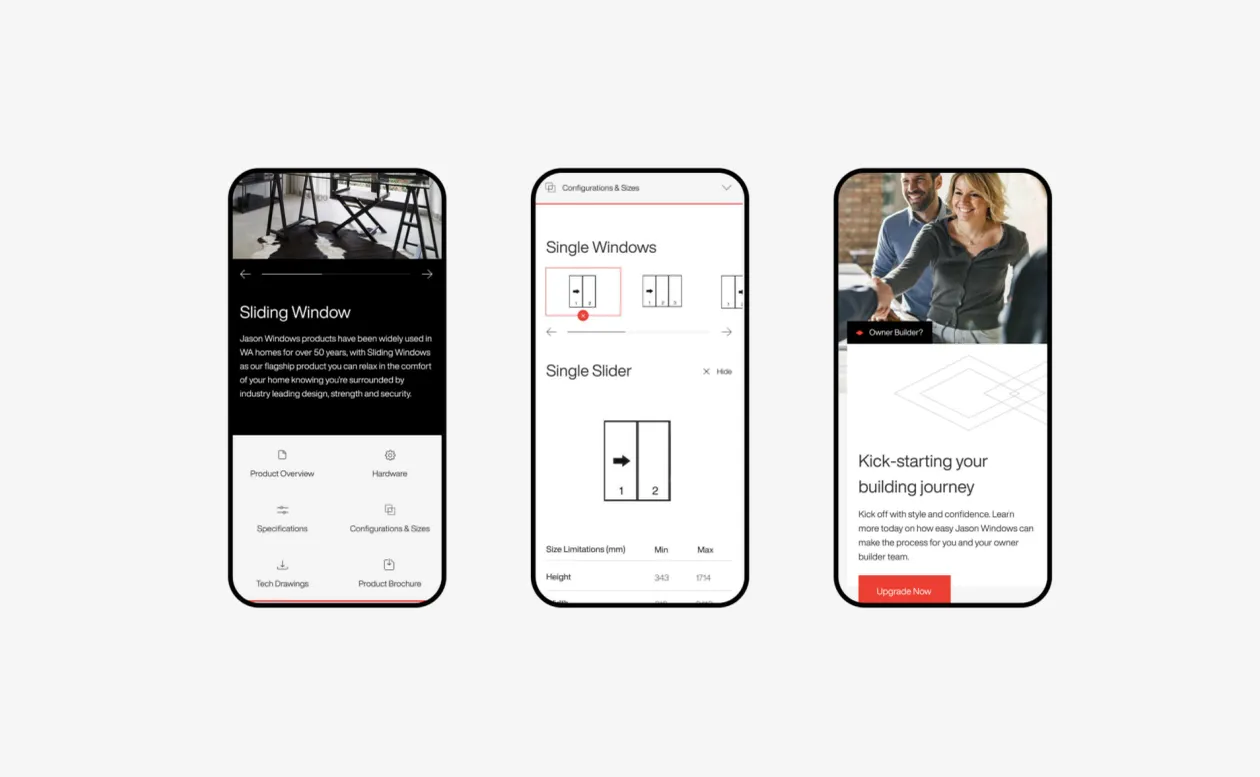 Sliding Window
Jason Windows products have been widely used in
WA homes for over 50 years, with Sliding Windows
as our flagship product you can relax in the comfort
of your home knowing you're surrounded by
industry leading design, strength and security.
Product Overview
Hardware
Specifications
Configurations & Sizes
Tech Drawings
Product Brochure
Configurations & Sizes
Single Windows
1 2
1 2 3
1
Single Slider
Hide
1 2
Size Limitations (mm) Min Max
Height 343 1714
Owner Builder?
Kick-starting your
building journey
Kick off with style and confidence. Learn
more today on how easy Jason Windows can
make the process for you and your owner
builder team.
Upgrade Now